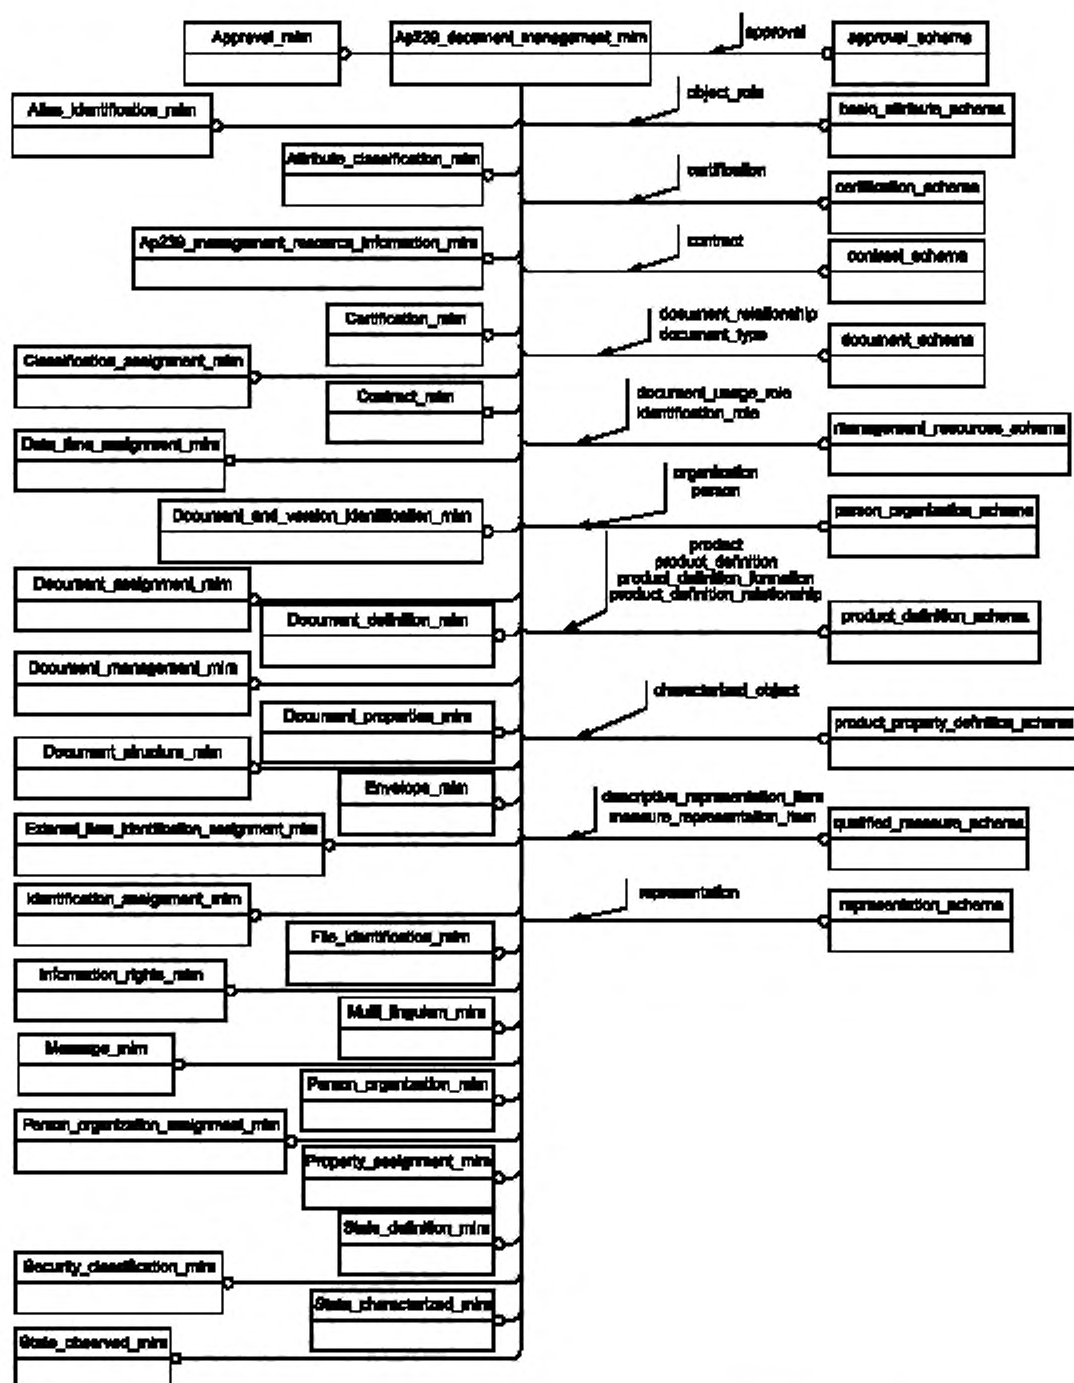 Approval_mim
Ap239_document_management_mim
approval
approval_schema
Alias_identification_mim
object_role
basic_attribute_schema
Attribute_classification_mim
certification
certification_schema
Ap239_management_resource_information_mim
contract
contract_schema
Certification_mim
document_relationship
document_type
document_schema
Classification_assignment_mim
Contract_mim
document_usage_role
identification_role
management_resources_schema
Date_time_assignment_mim
organization
person
person_organization_schema
Document_and_version_identification_mim
product
product_definition
product_definition_formation
product_definition_relationship
product_definition_schema
Document_assignment_mim
Document_definition_mim
Document_management_mim
characterized_object
product_property_definition_schema
Document_properties_mim
Document_structure_mim
Envelope_mim
descriptive_representation_item
measure_representation_item
qualified_measure_schema
External_item_identification_assignment_mim
Identification_assignment_mim
representation
representation_schema
File_identification_mim
Information_rights_mim
Multi_linguism_mim
Message_mim
Person_organization_mim
Person_organization_assignment_mim
Property_assignment_mim
State_definition_mim
Security_classification_mim
State_characterized_mim
State_observed_mim